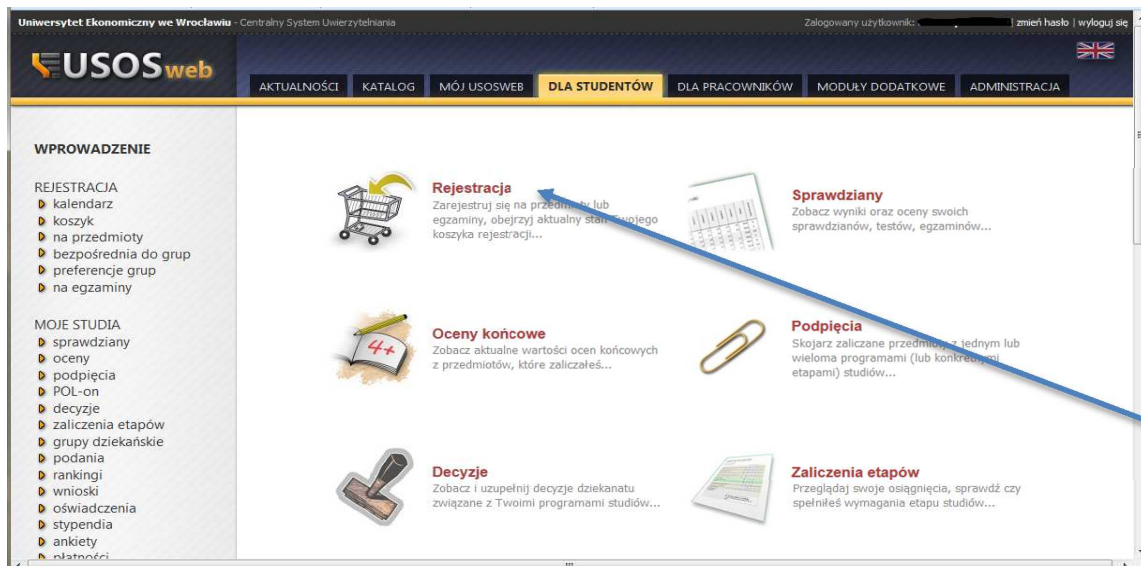 Uniwersytet Ekonomiczny we Wrocławiu - Centralny System Uwierzytelniania
Zalogowany użytkownik: | zmień hasło | wyloguj się
USOSweb
AKTUALNOŚCI KATALOG MÓJ USOSWEB DLA STUDENTÓW DLA PRACOWNIKÓW MODUŁY DODATKOWE ADMINISTRACJA
WPROWADZENIE
REJESTRACJA
kalendarz
koszyk
na przedmioty
bezpośrednia do grup
preferencje grup
na egzaminy
MOJE STUDIA
sprawdziany
oceny
podpięcia
POL-on
decyzje
zaliczenia etapów
grupy dziekańskie
podania
rankingi
wnioski
oświadczenia
stypendia
ankiety
płatności
Rejestracja
Zarejestruj się na przedmioty lub
egzaminy, obejrzyj aktualny stan Twojego
koszyka rejestracji...
Sprawdziany
Zobacz wyniki oraz oceny swoich
sprawdzianów, testów, egzaminów...
Oceny końcowe
4+
Zobacz aktualne wartości ocen końcowych
z przedmiotów, które zaliczałeś...
Podpięcia
Skojarz zaliczane przedmioty z jednym lub
wieloma programami (lub konkretnymi
etapami) studiów...
Decyzje
Zobacz i uzupełnij decyzje dziekanatu
związane z Twoimi programami studiów...
Zaliczenia etapów
Przeglądaj swoje osiągnięcia, sprawdź czy
spełniłeś wymagania etapu studiów...